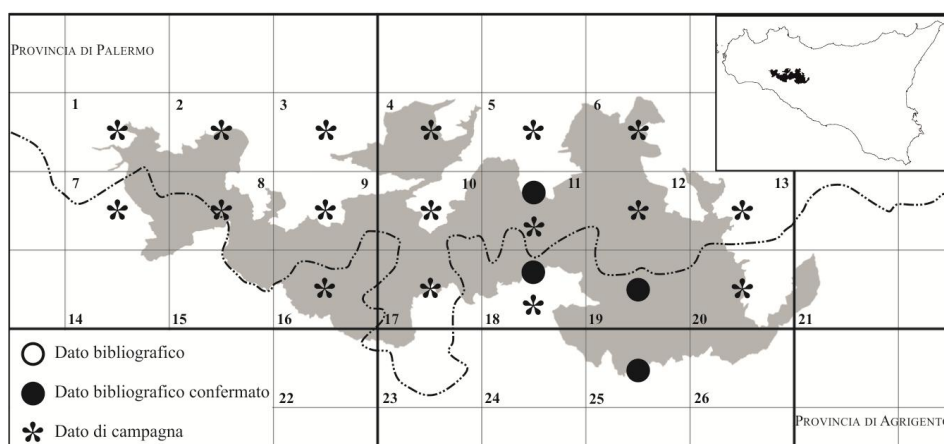 PROVINCIA DI PALERMO
1 2 3 4 5 6
7 8 9 10 11 12 13
14 15 16 17 18 19 20 21
Dato bibliografico
Dato bibliografico confermato
22 23 24 25 26
Dato di campagna
PROVINCIA DI AGRIGENTO